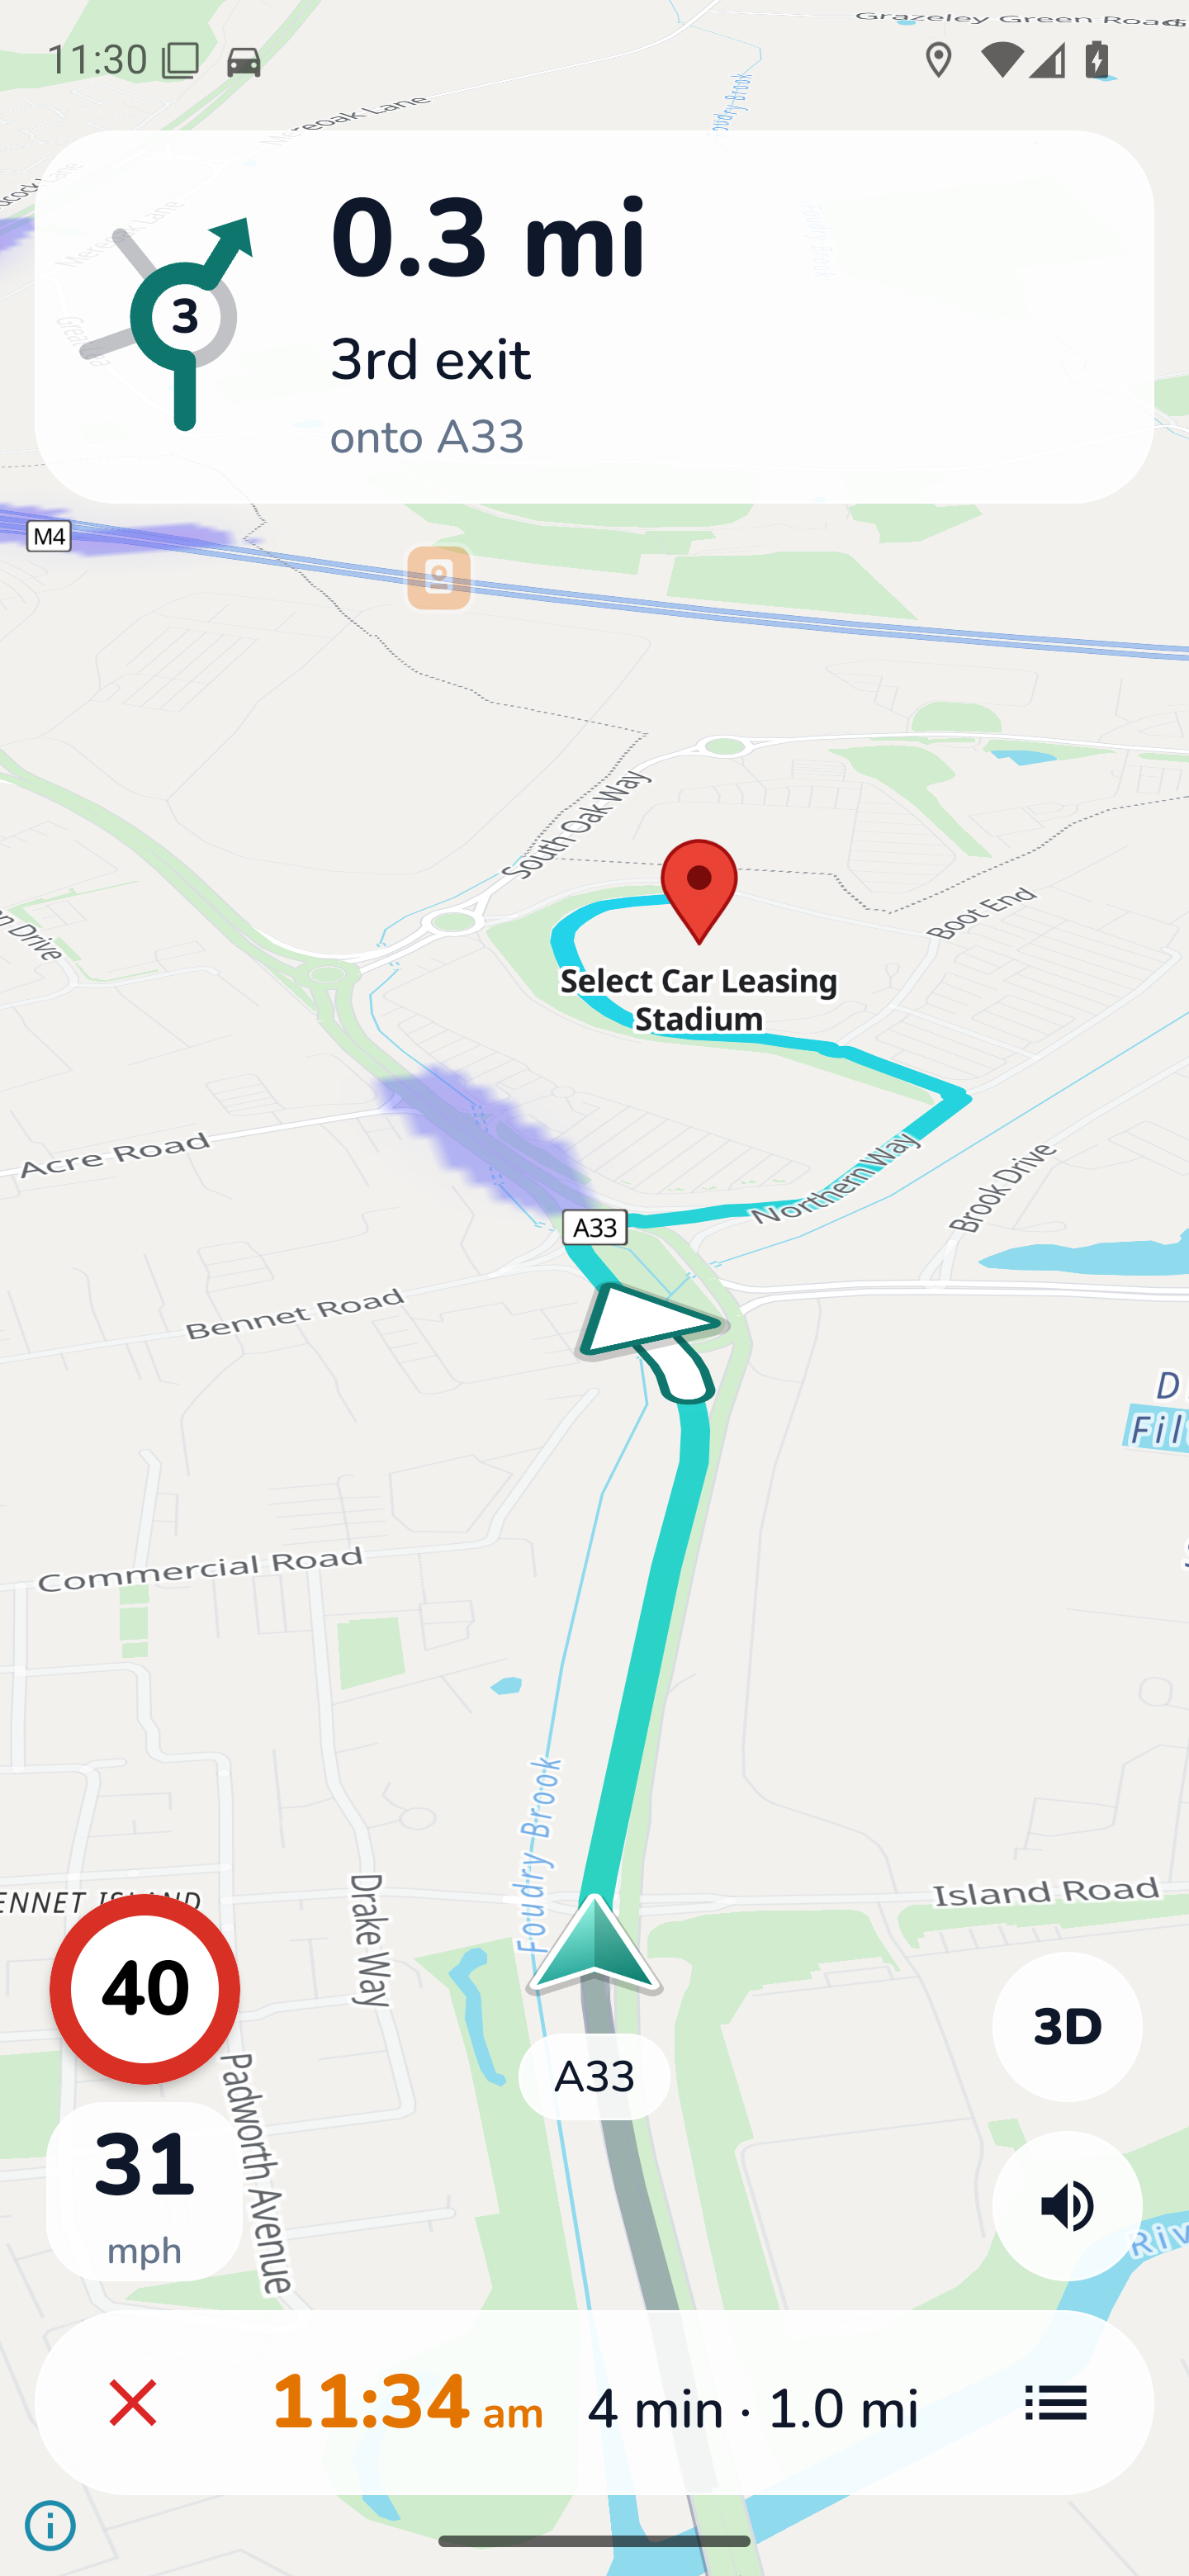 Grazeley Green Road
11:30
Mereoak Lane
Foudry Brook
0.3 mi
3
3rd exit
onto A33
M4
South Oak Way
Boot End
Select Car Leasing
Stadium
Acre Road
Northern Way
Brook Drive
A33
Bennet Road
Commercial Road
Foudry Brook
Island Road
Drake Way
40
3D
A33
Padworth Avenue
31
mph
11:34 am
4 min · 1.0 mi